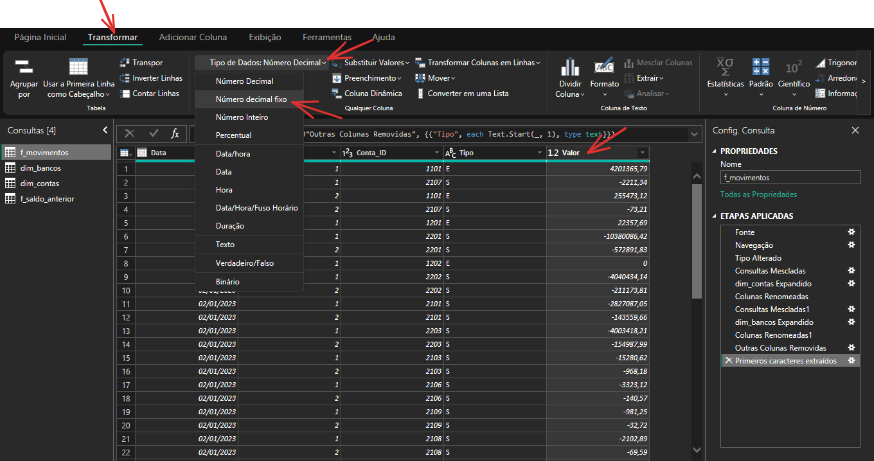 Página Inicial Transformar Adicionar Coluna Exibição Ferramentas Ajuda
Agrupar por
Usar a Primeira Linha como Cabeçalho
Transpor
Inverter Linhas
Contar Linhas
Tabela
Tipo de Dados: Número Decimal
Substituir Valores
Preenchimento
Coluna Dinâmica
Transformar Colunas em Linhas
Mover
Converter em uma Lista
Qualquer Coluna
Dividir Coluna
Formato
Mesclar Colunas
Extrair
Analisar
Coluna de Texto
Estatísticas
Padrão
Científico
Coluna de Número
Número Decimal
Número decimal fixo
Número Inteiro
Percentual
Data/hora
Data
Hora
Data/Hora/Fuso Horário
Duração
Texto
Verdadeiro/Falso
Binário
Consultas [4]
f_movimentos
dim_bancos
dim_contas
f_saldo_anterior
"Outras Colunas Removidas", {{"Tipo", each Text.Start(_, 1), type text}})
Data Conta_ID Tipo 1.2 Valor
1 1 1101 E 4201365,79
2 1 2107 S -2211,34
3 2 1101 E 255473,12
4 2 2107 S -73,21
5 1 1201 E 22357,69
6 1 2201 S -10380086,42
7 2 2201 S -572891,83
8 1 1202 E 0
9 1 2202 S -4040434,14
10 02/01/2023 2 2202 S -211173,81
11 02/01/2023 1 2101 S -2827087,05
12 02/01/2023 2 2101 S -143559,66
13 02/01/2023 1 2203 S -4003418,21
14 02/01/2023 2 2203 S -154987,99
15 02/01/2023 1 2103 S -15280,62
16 02/01/2023 2 2103 S -968,18
17 02/01/2023 1 2106 S -3323,12
18 02/01/2023 2 2106 S -140,57
19 02/01/2023 1 2109 S -981,25
20 02/01/2023 2 2109 S -32,72
21 02/01/2023 1 2108 S -2102,89
22 02/01/2023 2 2108 S -69,59
Config. Consulta
PROPRIEDADES
Nome
f_movimentos
Todas as Propriedades
ETAPAS APLICADAS
Fonte
Navegação
Tipo Alterado
Consultas Mescladas
dim_contas Expandido
Colunas Renomeadas
Consultas Mescladas1
dim_bancos Expandido
Colunas Renomeadas1
Outras Colunas Removidas
Primeiros caracteres extraídos